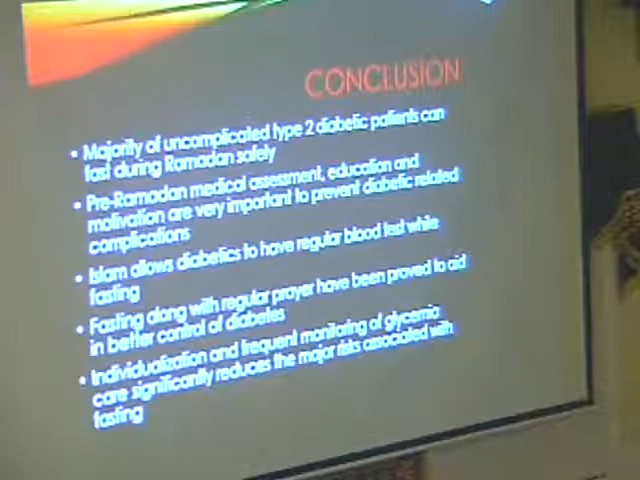 CONCLUSION
• Majority of uncomplicated type 2 diabetic patients can
fast during Ramadan safely
• Pre-Ramadan medical assessment, education and
motivation are very important to prevent diabetic related
complications
• Islam allows diabetics to have regular blood test while
fasting
• Fasting along with regular prayer have been proved to aid
in better control of diabetes
• Individualization and frequent monitoring of glycemic
care significantly reduces the major risks associated with
fasting